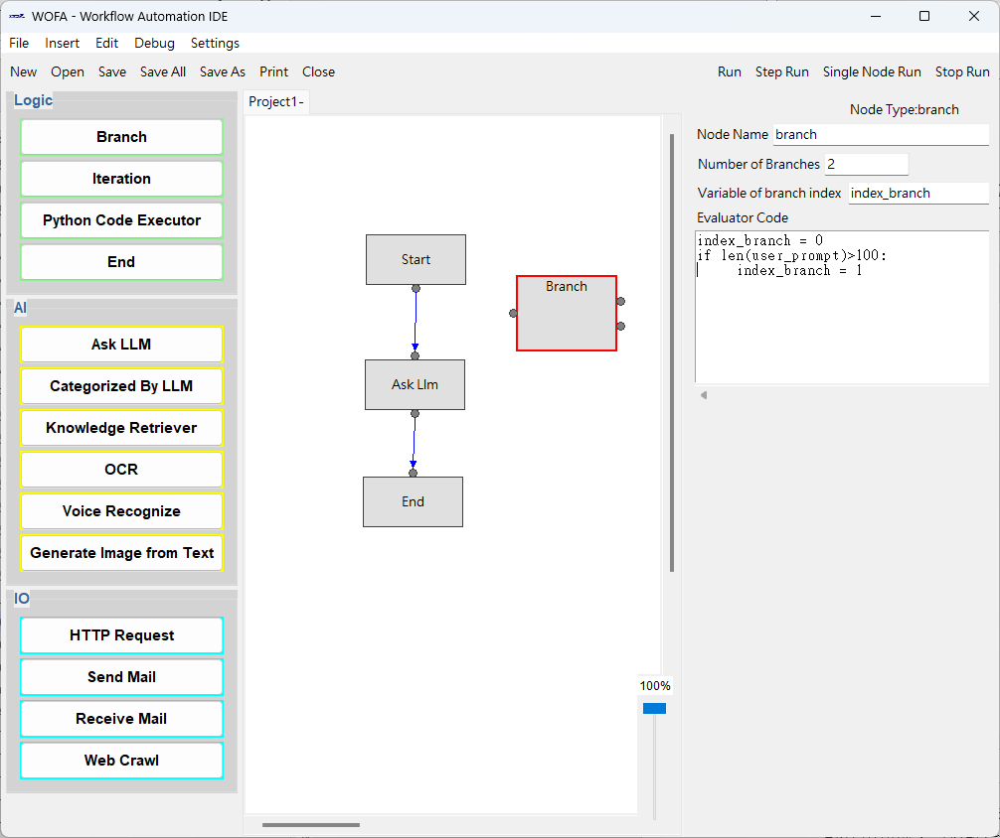 WOFA - Workflow Automation IDE
File Insert Edit Debug Settings
New Open Save Save All Save As Print Close Run Step Run Single Node Run Stop Run
Logic
Branch
Iteration
Python Code Executor
End
AI
Ask LLM
Categorized By LLM
Knowledge Retriever
OCR
Voice Recognize
Generate Image from Text
IO
HTTP Request
Send Mail
Receive Mail
Web Crawl
Project1-
Start
Branch
Ask Llm
End
100%
Node Type:branch
Node Name branch
Number of Branches 2
Variable of branch index index_branch
Evaluator Code
index_branch = 0
if len(user_prompt)>100:
    index_branch = 1